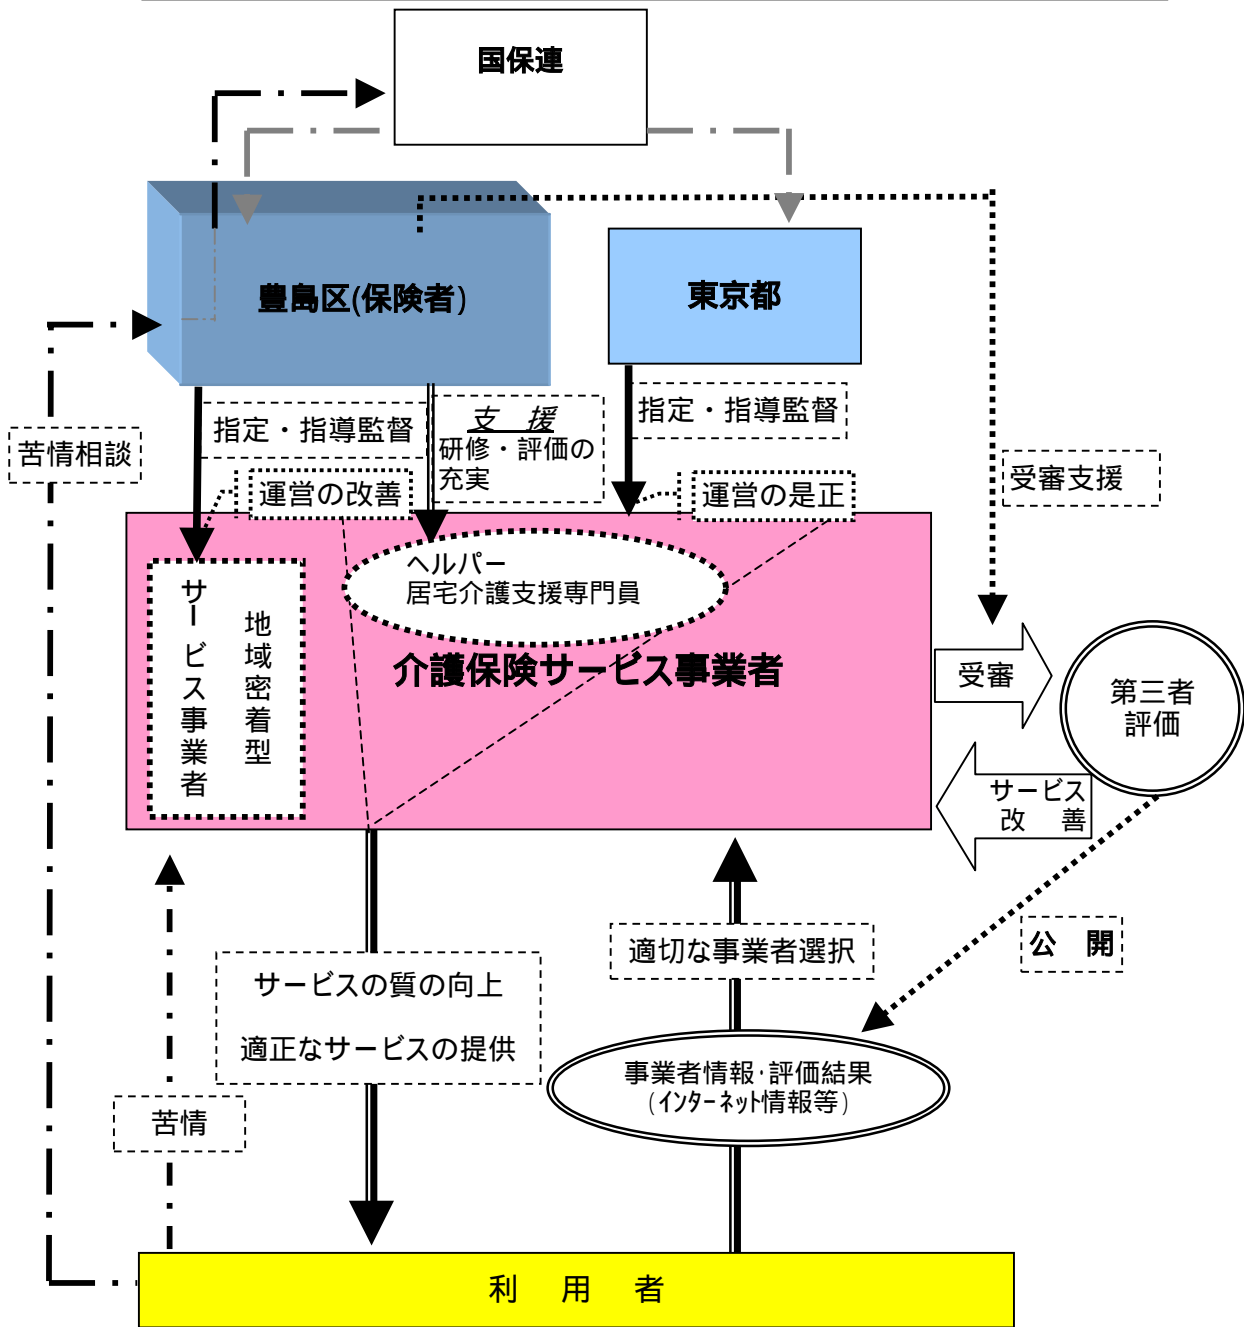 国保連
豊島区(保険者)
東京都
指定・指導監督
支 援
研修・評価の
充実
指定・指導監督
苦情相談
受審支援
運営の改善
運営の是正
ヘルパー
居宅介護支援専門員
地域密着型
サービス事業者
介護保険サービス事業者
受審
第三者
評価
サービス
改 善
公 開
適切な事業者選択
サービスの質の向上
適正なサービスの提供
事業者情報・評価結果
(インターネット情報等)
苦情
利 用 者